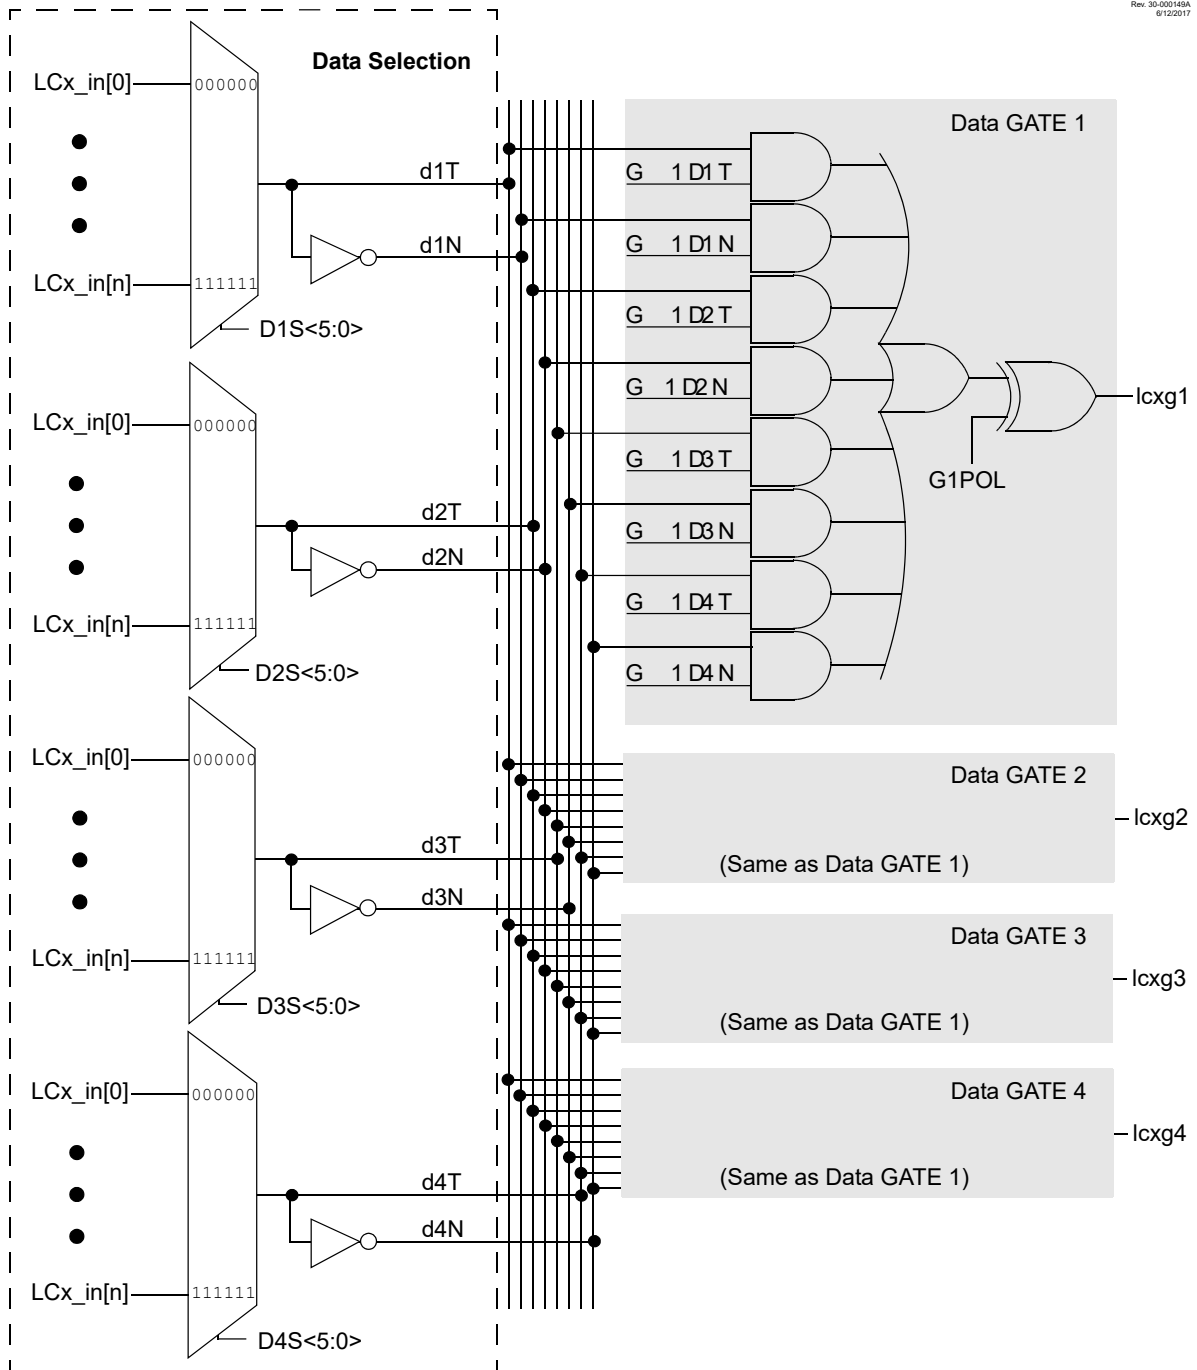 Rev. 30-000149A
6/12/2017
Data Selection
LCx_in[0]
000000
d1T
d1N
LCx_in[n]
111111
D1S<5:0>
LCx_in[0]
000000
d2T
d2N
LCx_in[n]
111111
D2S<5:0>
LCx_in[0]
000000
d3T
d3N
LCx_in[n]
111111
D3S<5:0>
LCx_in[0]
000000
d4T
d4N
LCx_in[n]
111111
D4S<5:0>
Data GATE 1
G 1 D1 T
G 1 D1 N
G 1 D2 T
G 1 D2 N
G 1 D3 T
G 1 D3 N
G 1 D4 T
G 1 D4 N
G1POL
lcxg1
Data GATE 2
(Same as Data GATE 1)
lcxg2
Data GATE 3
(Same as Data GATE 1)
lcxg3
Data GATE 4
(Same as Data GATE 1)
lcxg4